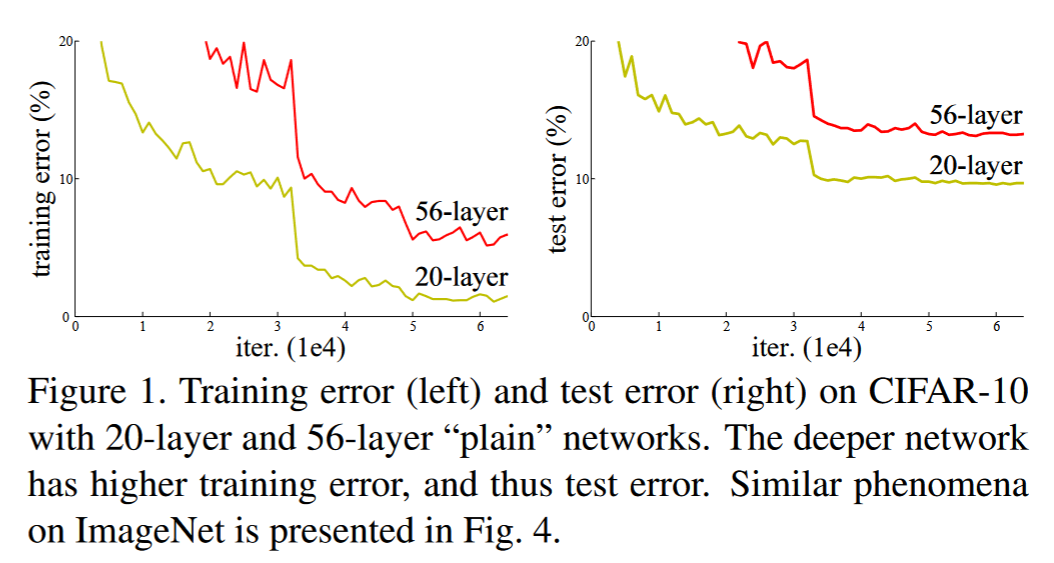 20
10
0
training error (%)
56-layer
20-layer
0 1 2 3 4 5 6
iter. (1e4)
20
10
0
test error (%)
56-layer
20-layer
0 1 2 3 4 5 6
iter. (1e4)
Figure 1. Training error (left) and test error (right) on CIFAR-10
with 20-layer and 56-layer “plain” networks. The deeper network
has higher training error, and thus test error. Similar phenomena
on ImageNet is presented in Fig. 4.